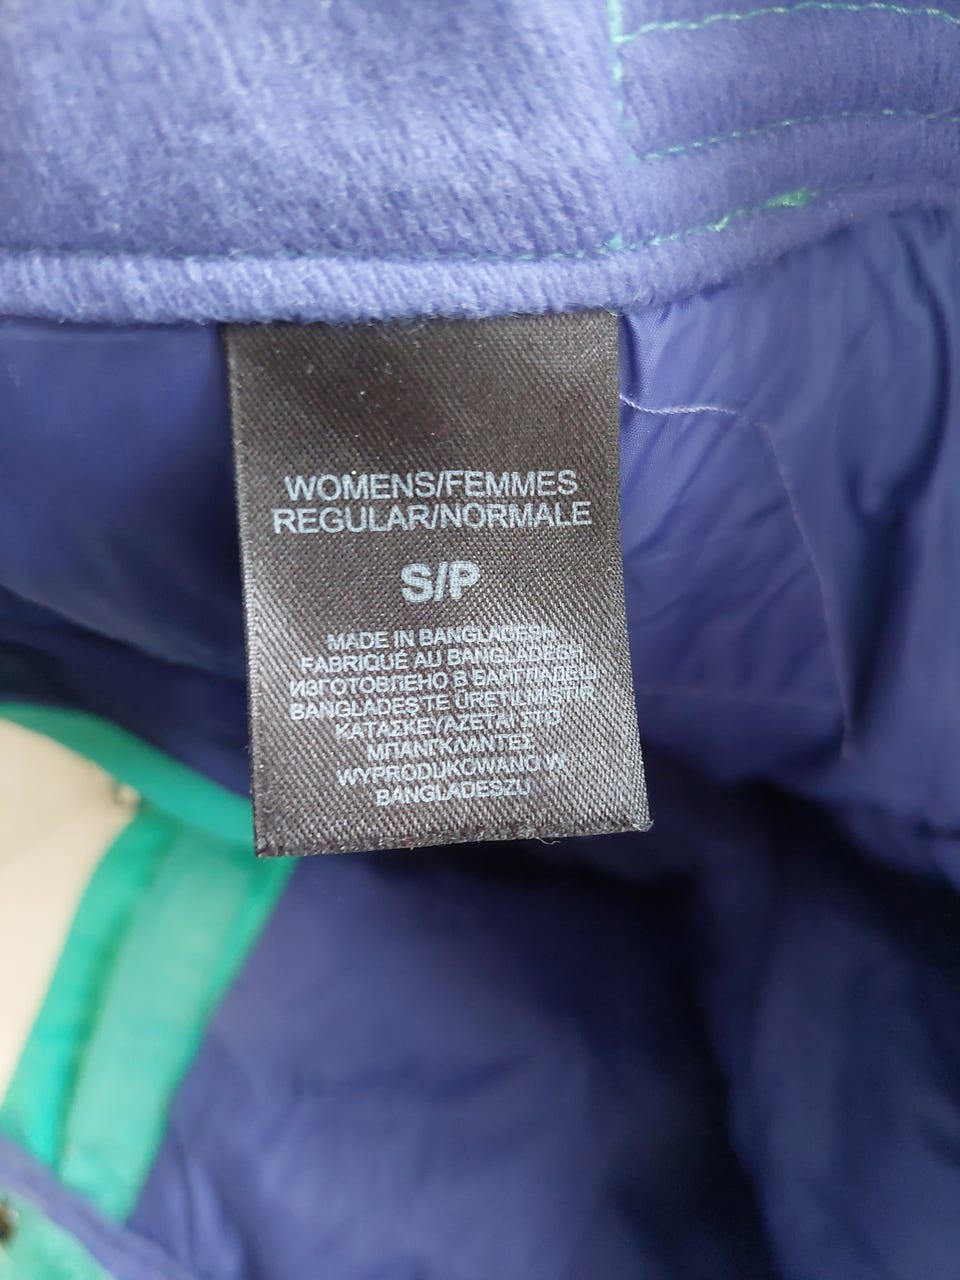 WOMENS/FEMMES
REGULAR/NORMALE
S/P
MADE IN BANGLADESH
FABRIQUÉ AU BANGLADESH
ИЗГОТОВЛЕНО В БАНГЛАДЕШ
BANGLADEŞ'TE ÜRETILMIŞTIR
ΚΑΤΑΣΚΕΥΑΖΕΤΑΙ ΣΤΟ
ΜΠΑΝΓΚΛΑΝΤΕΣ
WYPRODUKOWANO W
BANGLADESZU